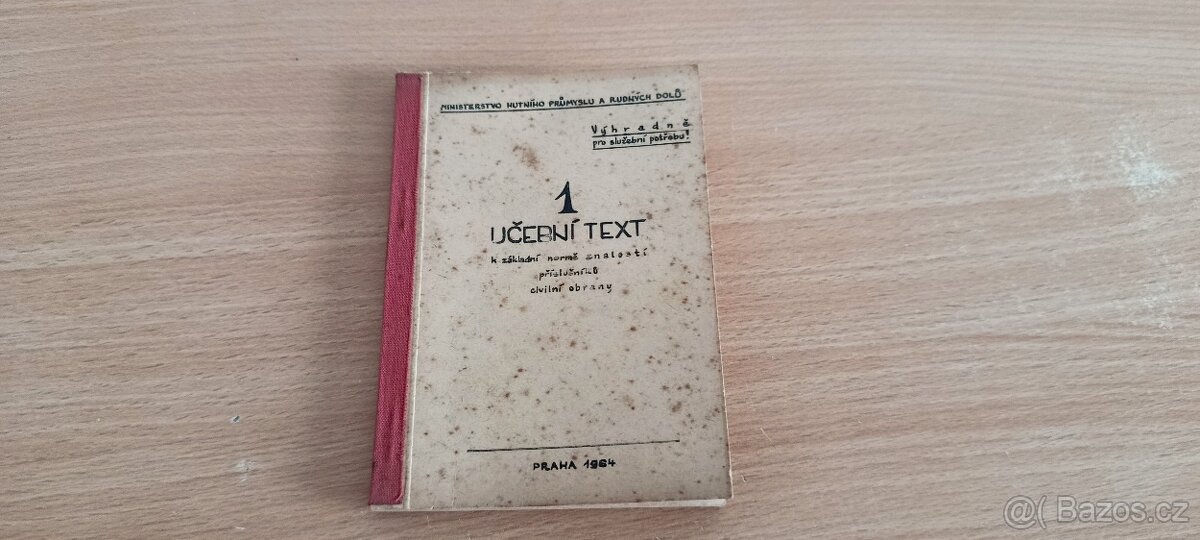 MINISTERSTVO HUTNÍHO PRŮMYSLU A RUDNÝCH DOLŮ
Výhradně
pro služební potřebu!
1
UČEBNÍ TEXT
k základní normě znalostí
příslušníků
civilní obrany
PRAHA 1964
@( Bazos.cz